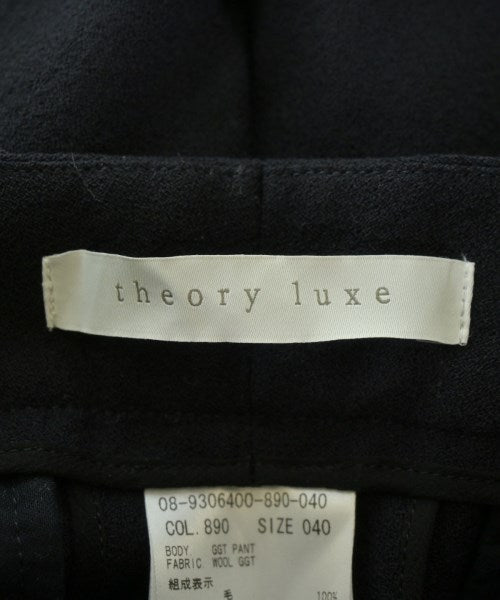 theory luxe
08-9306400-890-040
COL. 890 SIZE 040
BODY GGT PANT
FABRIC WOOL GGT
組成表示
毛 100%